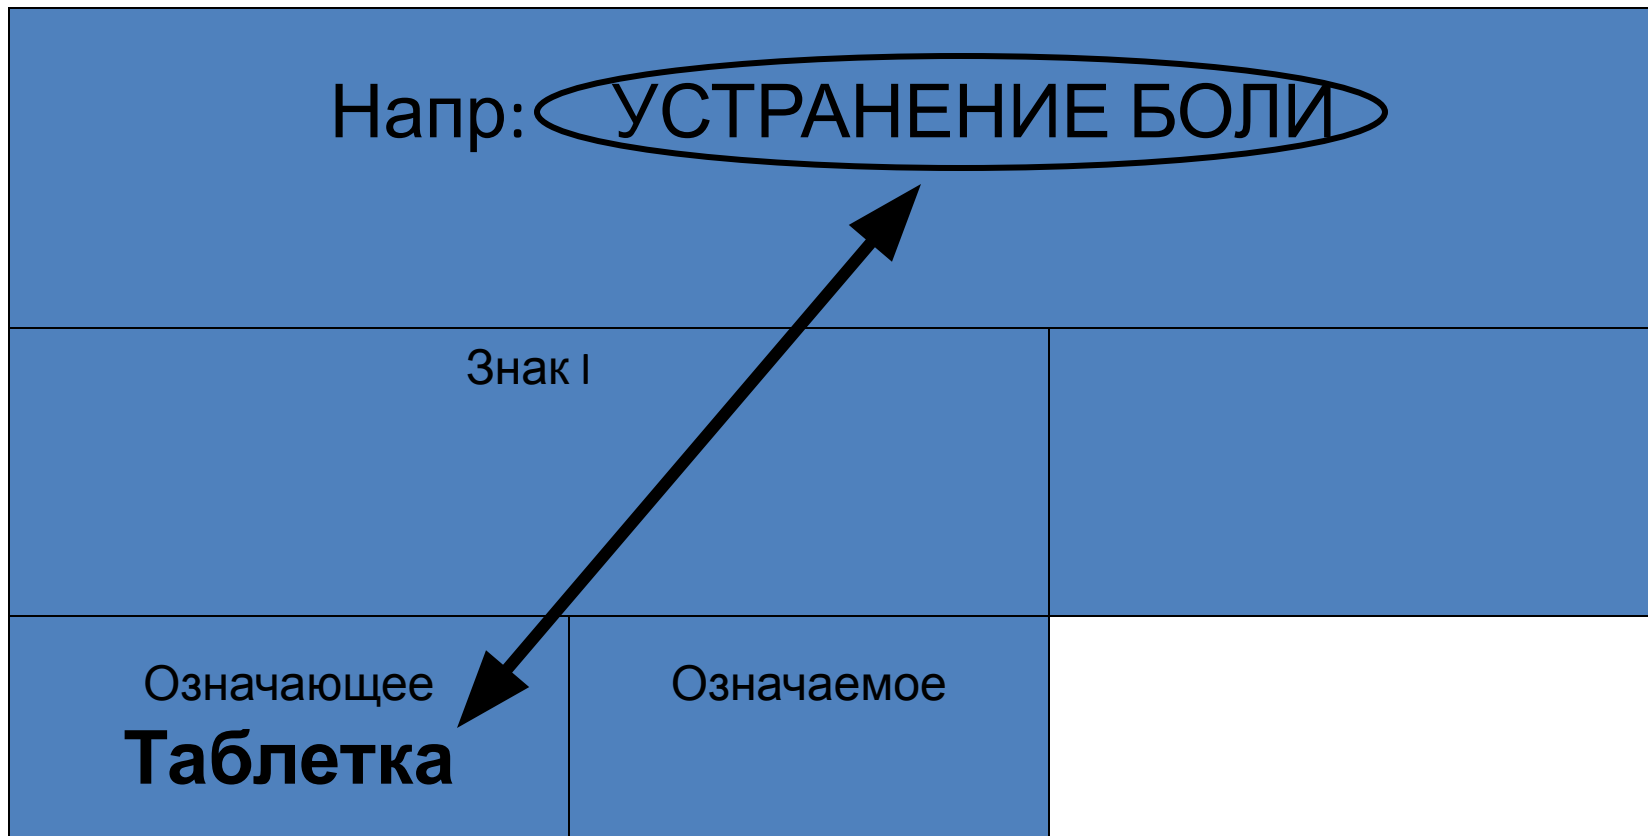 Напр: УСТРАНЕНИЕ БОЛИ
Знак I
Означающее
Таблетка
Означаемое